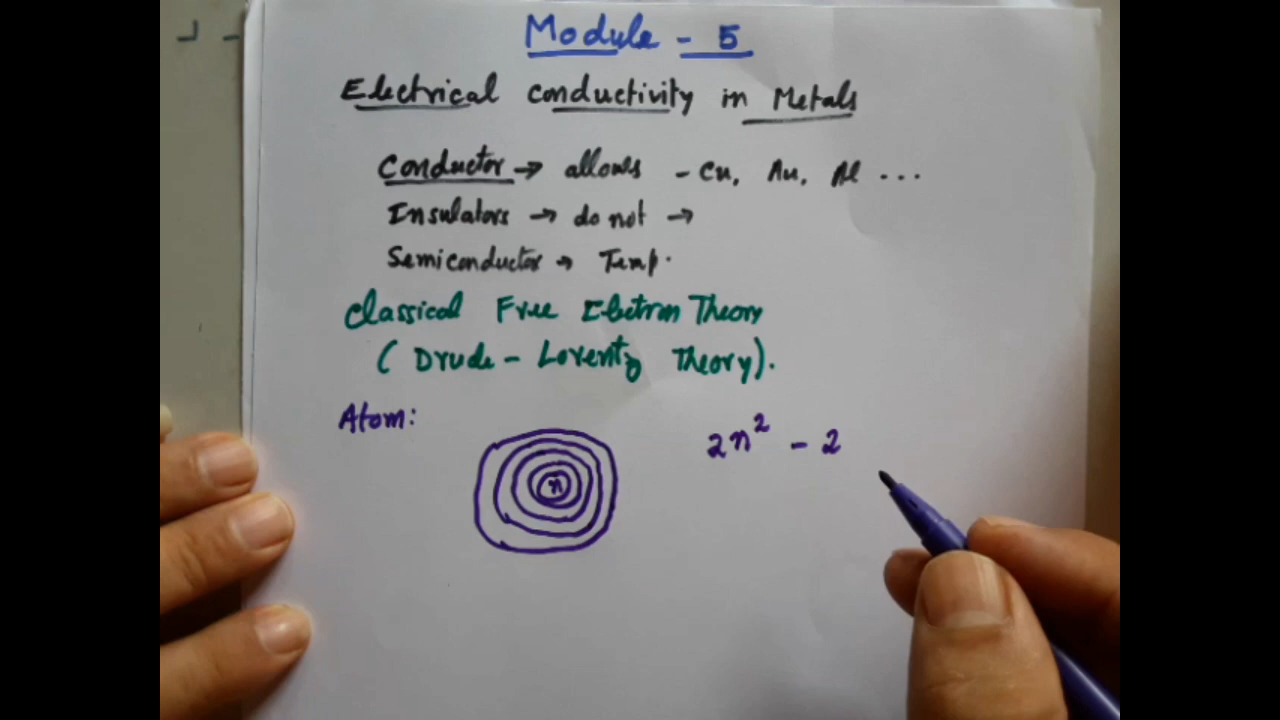 Module - 5
Electrical conductivity in Metals
Conductor → allows - Cu, Au, Al ...
Insulators → do not →
Semiconductor → Temp.
Classical Free Electron Theory
(Drude - Lorentz Theory).
Atom:
n
2n² - 2